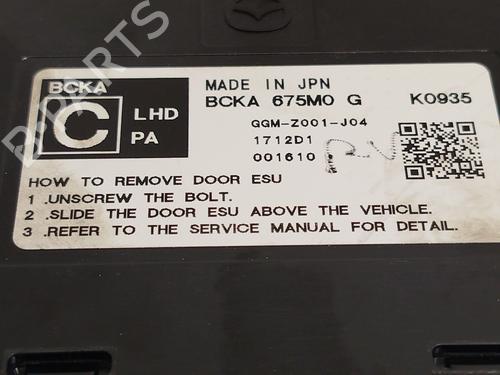 BCKA
C
LHD
PA
MADE IN JPN
BCKA 675M0 G
K0935
GGM-Z001-J04
1712D1
001610
RV
HOW TO REMOVE DOOR ESU
1 .UNSCREW THE BOLT.
2 .SLIDE THE DOOR ESU ABOVE THE VEHICLE.
3 .REFER TO THE SERVICE MANUAL FOR DETAIL.
B-PARTS